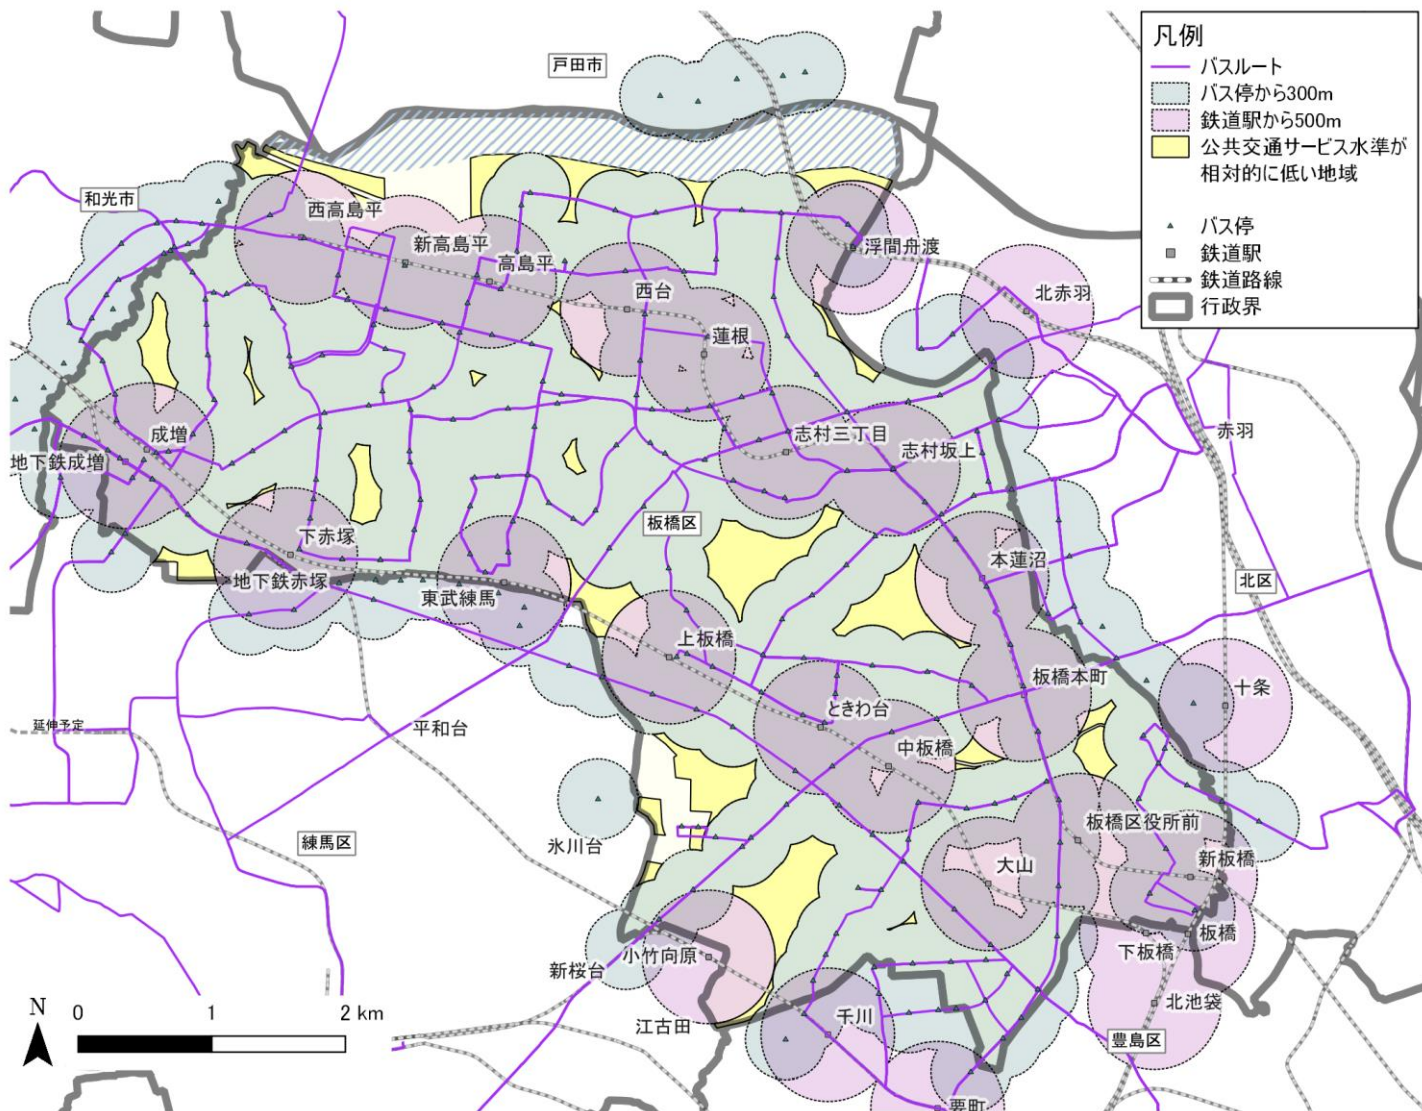 凡例
バスルート
バス停から300m
鉄道駅から500m
公共交通サービス水準が
相対的に低い地域
バス停
鉄道駅
鉄道路線
行政界
戸田市
和光市
西高島平
新高島平
高島平
浮間舟渡
西台
北赤羽
蓮根
成増
地下鉄成増
志村三丁目
志村坂上
赤羽
板橋区
下赤塚
本蓮沼
地下鉄赤塚
東武練馬
北区
上板橋
板橋本町
十条
ときわ台
延伸予定
平和台
中板橋
氷川台
練馬区
板橋区役所前
新板橋
大山
板橋
下板橋
小竹向原
新桜台
北池袋
江古田
千川
豊島区
要町
N
0 1 2 km